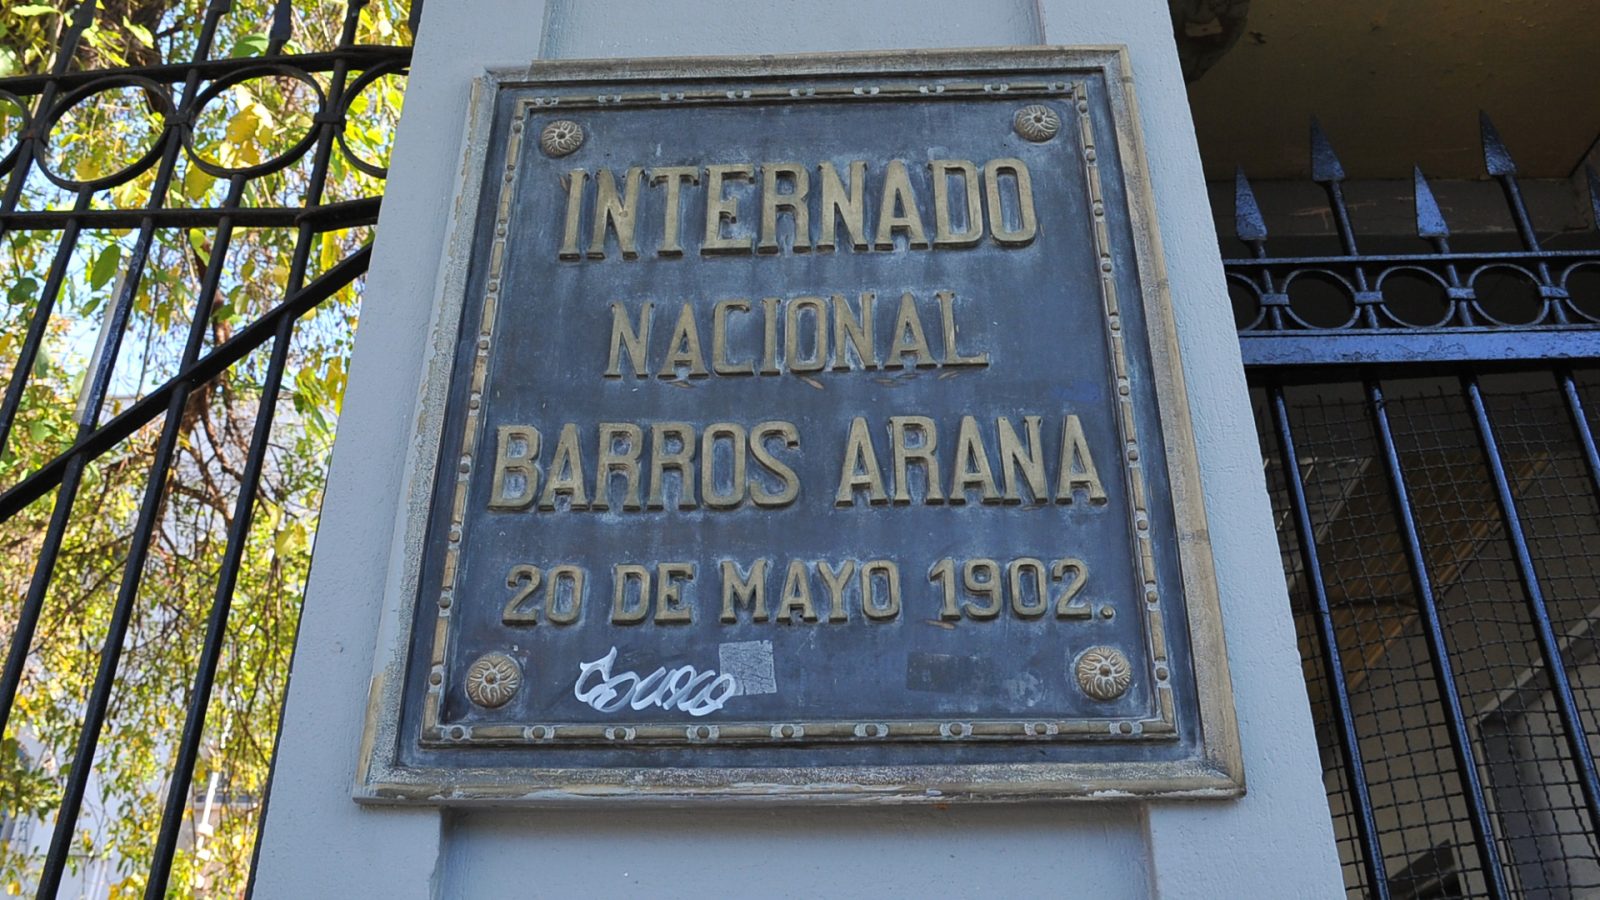 INTERNADO
NACIONAL
BARROS ARANA
20 DE MAYO 1902.